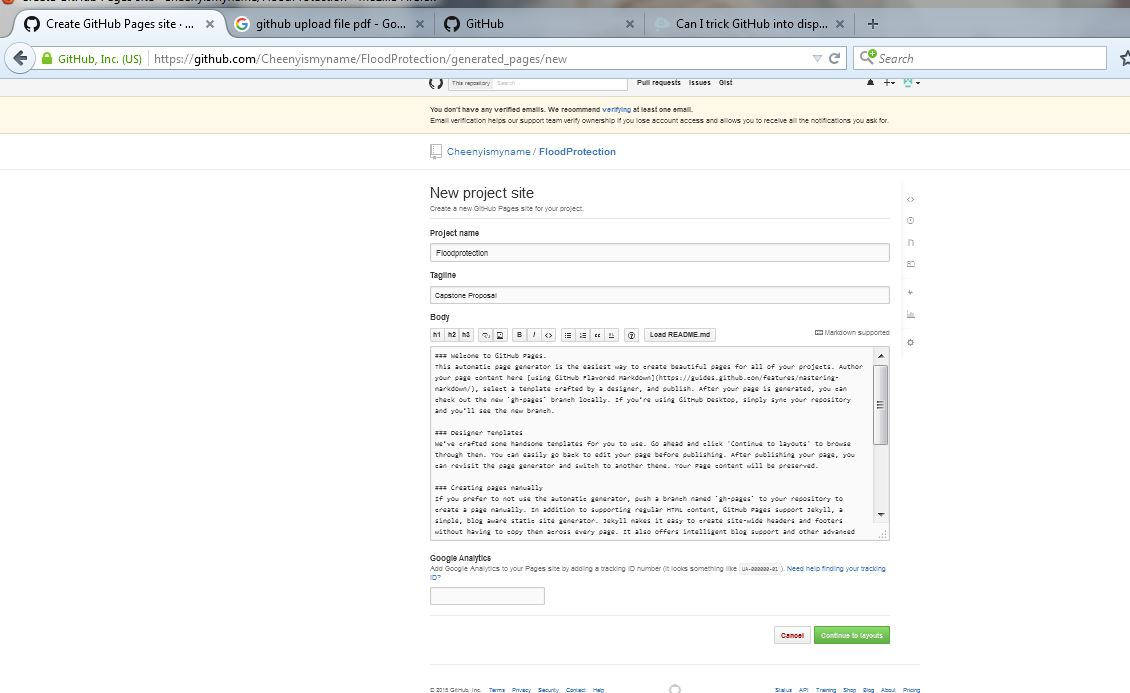 Create GitHub Pages site · ...
github upload file pdf - Go...
GitHub
Can I trick GitHub into disp...
GitHub, Inc. (US)
https://github.com/Cheenyismyname/FloodProtection/generated_pages/new
Search
This repository
Search
Pull requests Issues Gist
You don't have any verified emails. We recommend verifying at least one email.
Email verification helps our support team verify ownership if you lose account access and allows you to receive all the notifications you ask for.
Cheenyismyname / FloodProtection
New project site
Create a new GitHub Pages site for your project.
Project name
Floodprotection
Tagline
Capstone Proposal
Body
h1 h2 h3
B I <>
Load README.md
Markdown supported
### Welcome to GitHub Pages.
This automatic page generator is the easiest way to create beautiful pages for all of your projects. Author
your page content here [using GitHub Flavored Markdown](https://guides.github.com/features/mastering-
markdown/), select a template crafted by a designer, and publish. After your page is generated, you can
check out the new `gh-pages` branch locally. If you're using GitHub Desktop, simply sync your repository
and you'll see the new branch.
### Designer Templates
We've crafted some handsome templates for you to use. Go ahead and click 'Continue to layouts' to browse
through them. You can easily go back to edit your page before publishing. After publishing your page, you
can revisit the page generator and switch to another theme. Your Page content will be preserved.
### Creating pages manually
If you prefer to not use the automatic generator, push a branch named `gh-pages` to your repository to
create a page manually. In addition to supporting regular HTML content, GitHub Pages support Jekyll, a
simple, blog aware static site generator. Jekyll makes it easy to create site-wide headers and footers
without having to copy them across every page. It also offers intelligent blog support and other advanced
Google Analytics
Add Google Analytics to your Pages site by adding a tracking ID number (it looks something like UA-000000-01 ). Need help finding your tracking
ID?
Cancel
Continue to layouts
© 2015 GitHub, Inc. Terms Privacy Security Contact Help
Status API Training Shop Blog About Pricing